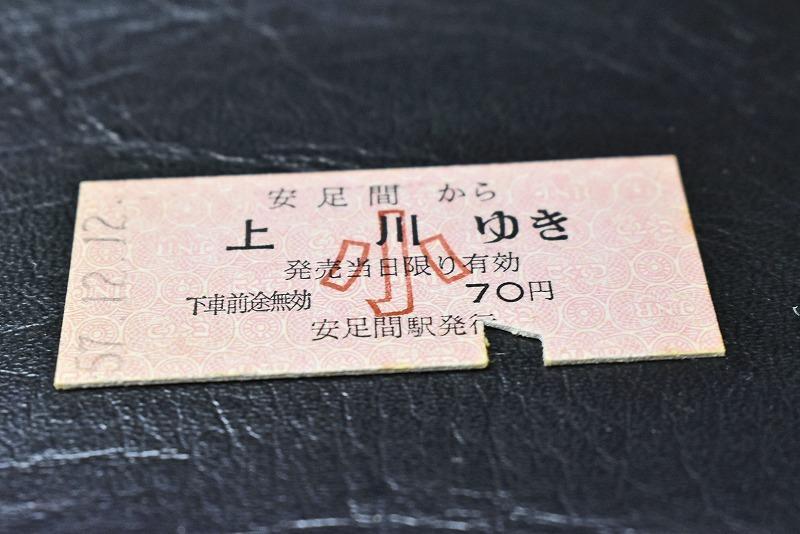 57.12.12.
安足間 から
上川 ゆき
小
発売当日限り有効
下車前途無効 70円
安足間駅発行